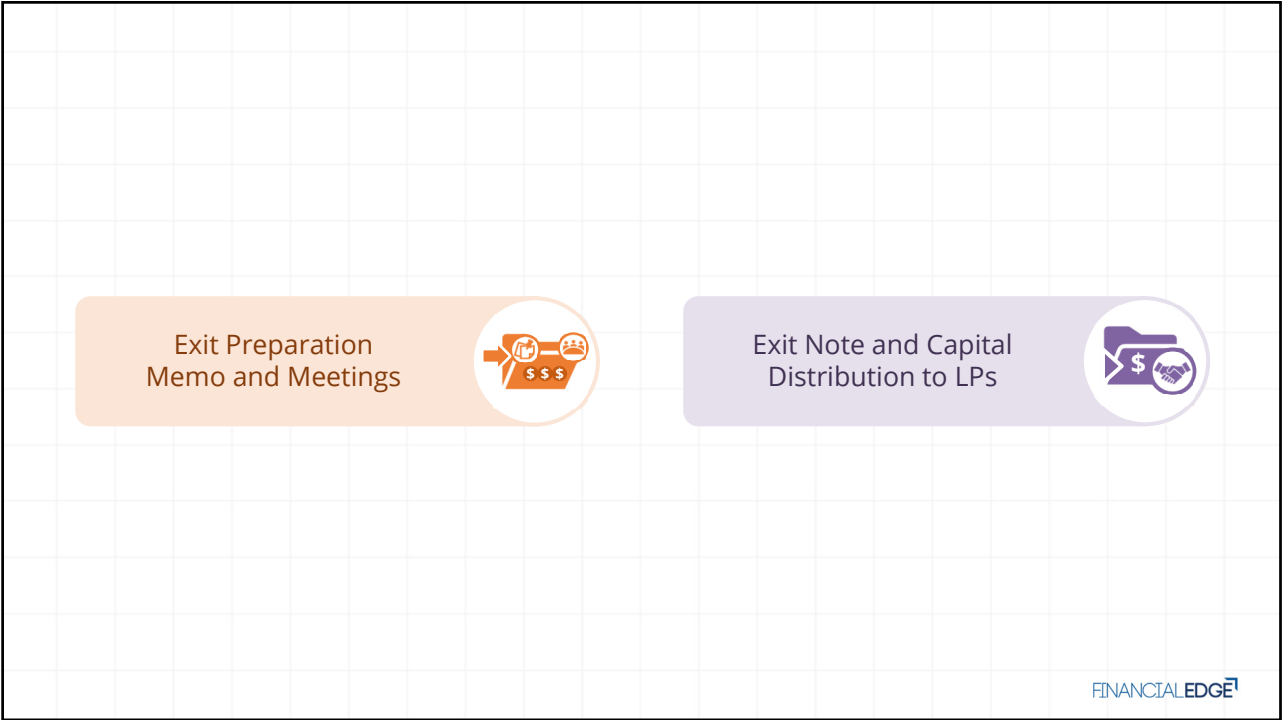 Exit Preparation
Memo and Meetings
$ $ $
Exit Note and Capital
Distribution to LPs
$
FINANCIALEDGE